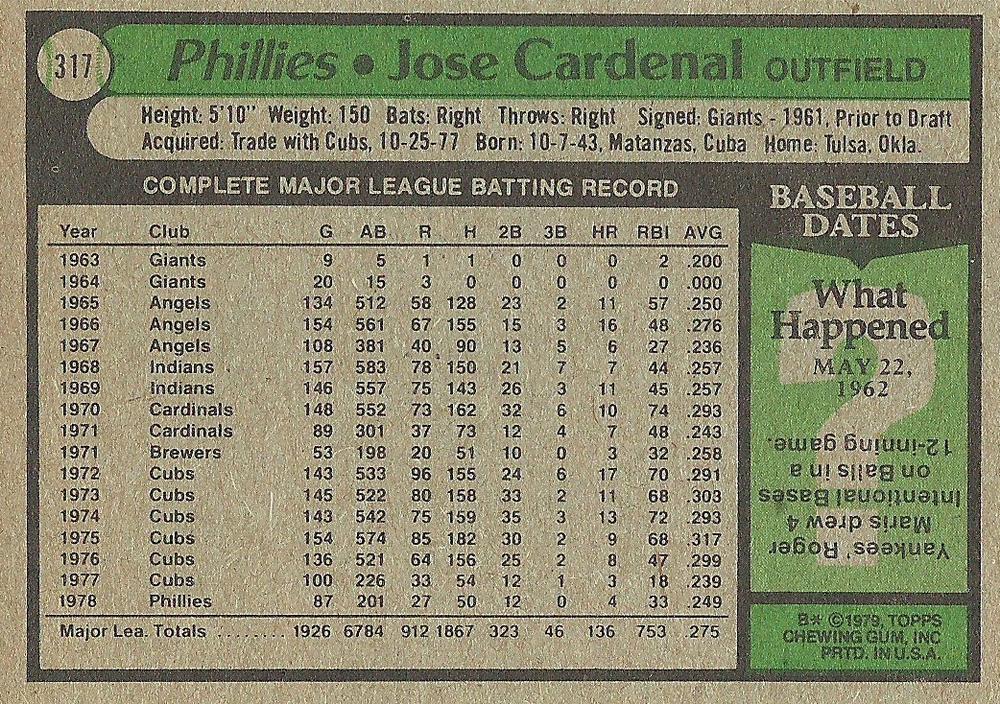 317
Phillies • Jose Cardenal OUTFIELD
Height: 5'10" Weight: 150 Bats: Right Throws: Right Signed: Giants - 1961, Prior to Draft
Acquired: Trade with Cubs, 10-25-77 Born: 10-7-43, Matanzas, Cuba Home: Tulsa, Okla.
COMPLETE MAJOR LEAGUE BATTING RECORD
Year Club G AB R H 2B 3B HR RBI AVG
1963 Giants 9 5 1 1 0 0 0 2 .200
1964 Giants 20 15 3 0 0 0 0 0 .000
1965 Angels 134 512 58 128 23 2 11 57 .250
1966 Angels 154 561 67 155 15 3 16 48 .276
1967 Angels 108 381 40 90 13 5 6 27 .236
1968 Indians 157 583 78 150 21 7 7 44 .257
1969 Indians 146 557 75 143 26 3 11 45 .257
1970 Cardinals 148 552 73 162 32 6 10 74 .293
1971 Cardinals 89 301 37 73 12 4 7 48 .243
1971 Brewers 53 198 20 51 10 0 3 32 .258
1972 Cubs 143 533 96 155 24 6 17 70 .291
1973 Cubs 145 522 80 158 33 2 11 68 .303
1974 Cubs 143 542 75 159 35 3 13 72 .293
1975 Cubs 154 574 85 182 30 2 9 68 .317
1976 Cubs 136 521 64 156 25 2 8 47 .299
1977 Cubs 100 226 33 54 12 1 3 18 .239
1978 Phillies 87 201 27 50 12 0 4 33 .249
Major Lea. Totals ........ 1926 6784 912 1867 323 46 136 753 .275
BASEBALL
DATES
What
Happened
MAY 22,
1962
?
Yankees' Roger
Maris drew 4
Intentional Bases
on Balls in a
12-inning game.
B* ©1979, TOPPS
CHEWING GUM, INC
PRTD. IN U.S.A.